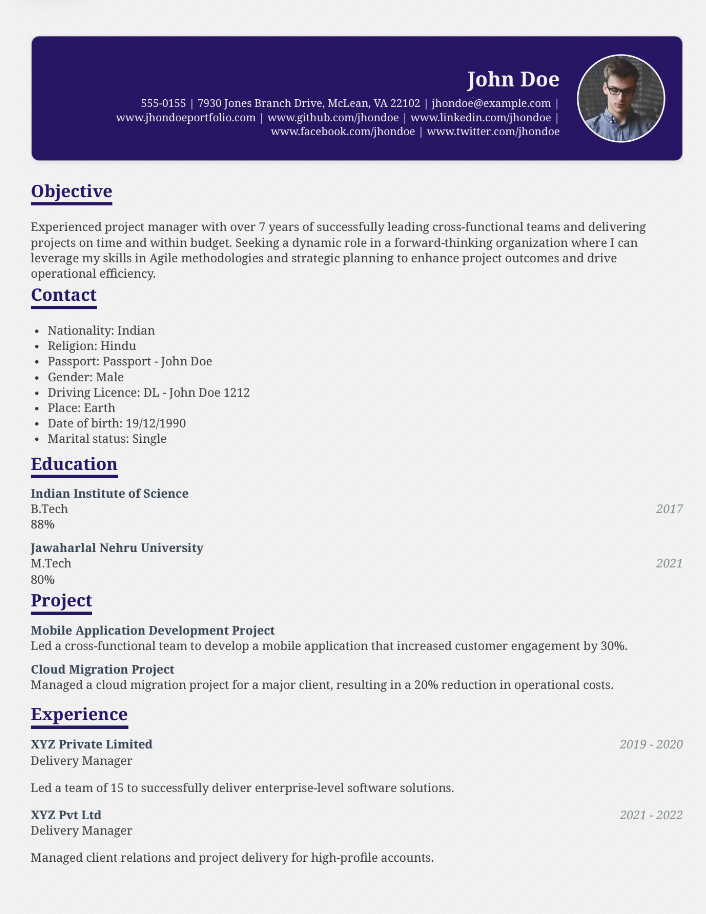 John Doe
555-0155 | 7930 Jones Branch Drive, McLean, VA 22102 | jhondoe@example.com |
www.jhondoeportfolio.com | www.github.com/jhondoe | www.linkedin.com/jhondoe |
www.facebook.com/jhondoe | www.twitter.com/jhondoe
Objective
Experienced project manager with over 7 years of successfully leading cross-functional teams and delivering
projects on time and within budget. Seeking a dynamic role in a forward-thinking organization where I can
leverage my skills in Agile methodologies and strategic planning to enhance project outcomes and drive
operational efficiency.
Contact
• Nationality: Indian
• Religion: Hindu
• Passport: Passport - John Doe
• Gender: Male
• Driving Licence: DL - John Doe 1212
• Place: Earth
• Date of birth: 19/12/1990
• Marital status: Single
Education
Indian Institute of Science
B.Tech 2017
88%
Jawaharlal Nehru University
M.Tech 2021
80%
Project
Mobile Application Development Project
Led a cross-functional team to develop a mobile application that increased customer engagement by 30%.
Cloud Migration Project
Managed a cloud migration project for a major client, resulting in a 20% reduction in operational costs.
Experience
XYZ Private Limited 2019 - 2020
Delivery Manager
Led a team of 15 to successfully deliver enterprise-level software solutions.
XYZ Pvt Ltd 2021 - 2022
Delivery Manager
Managed client relations and project delivery for high-profile accounts.